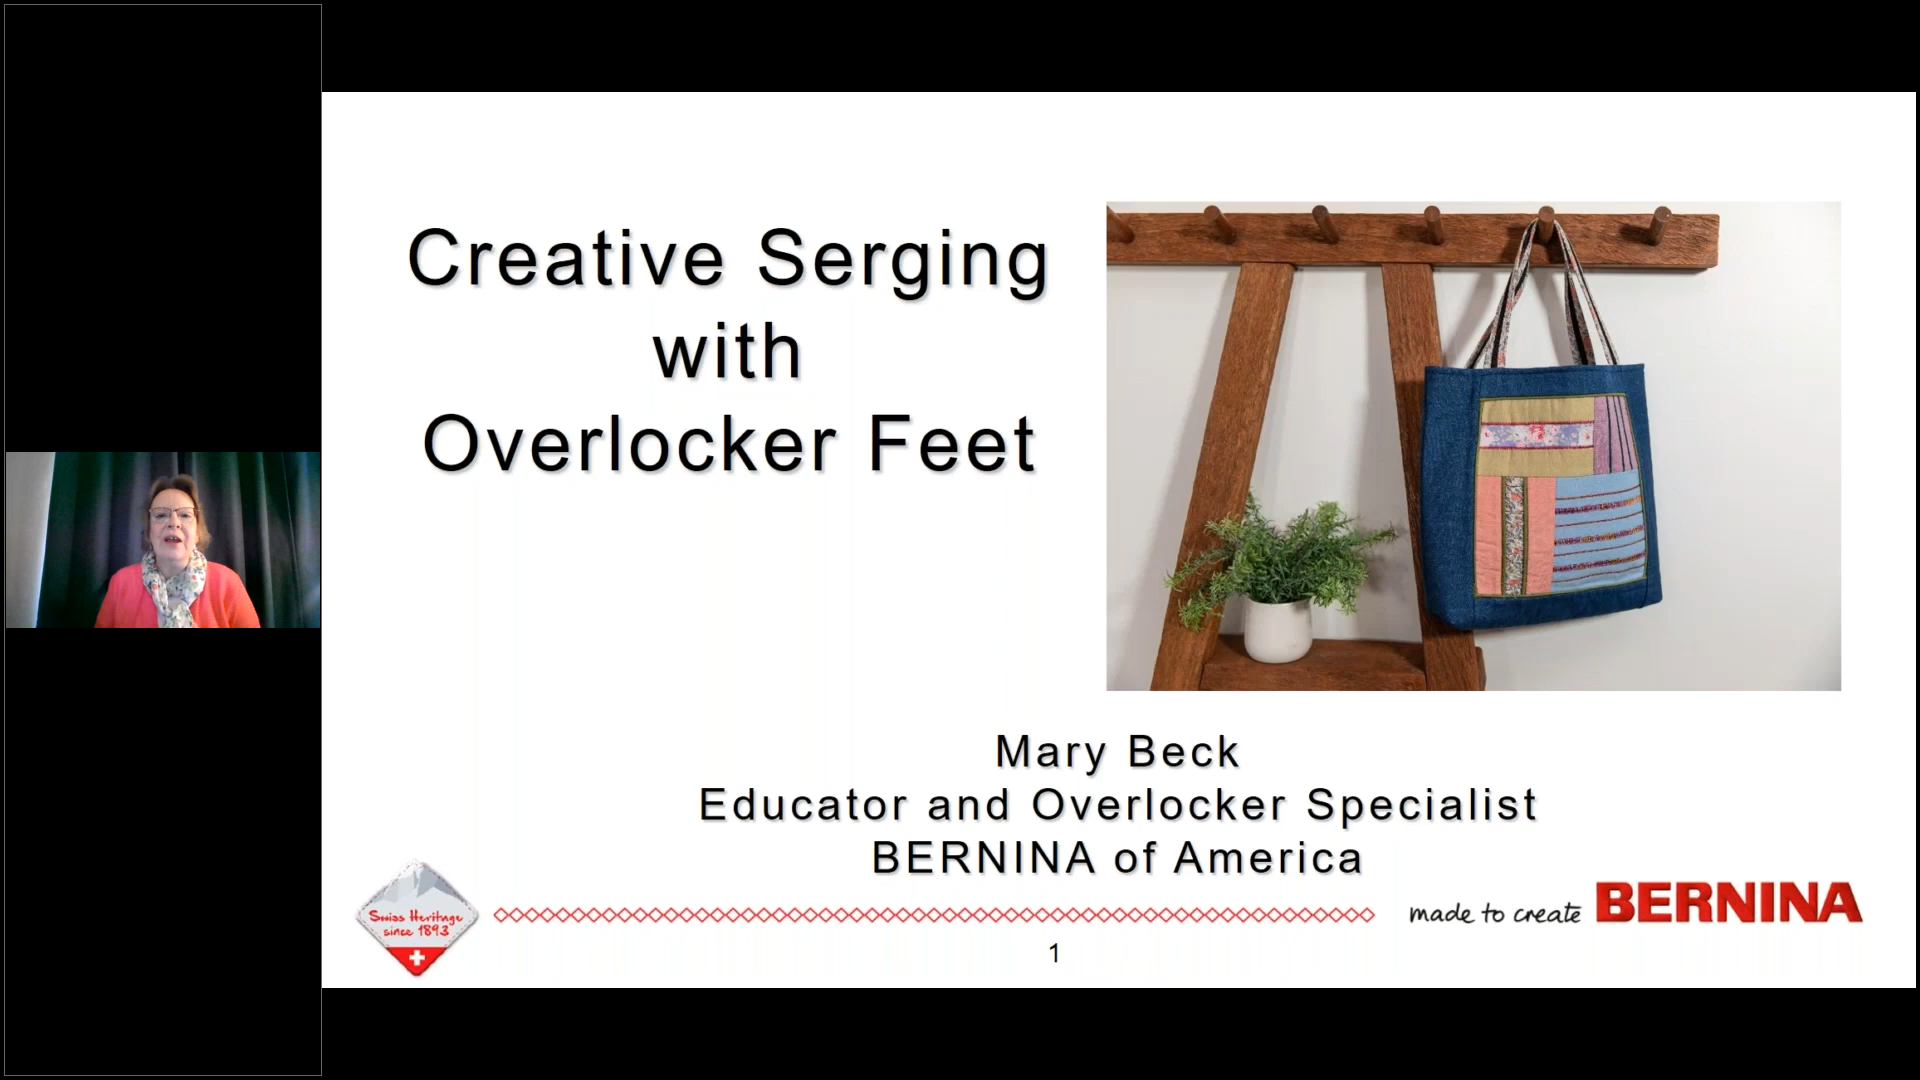 Creative Serging
with
Overlocker Feet
Mary Beck
Educator and Overlocker Specialist
BERNINA of America
Swiss Heritage
since 1893
made to create BERNINA
1